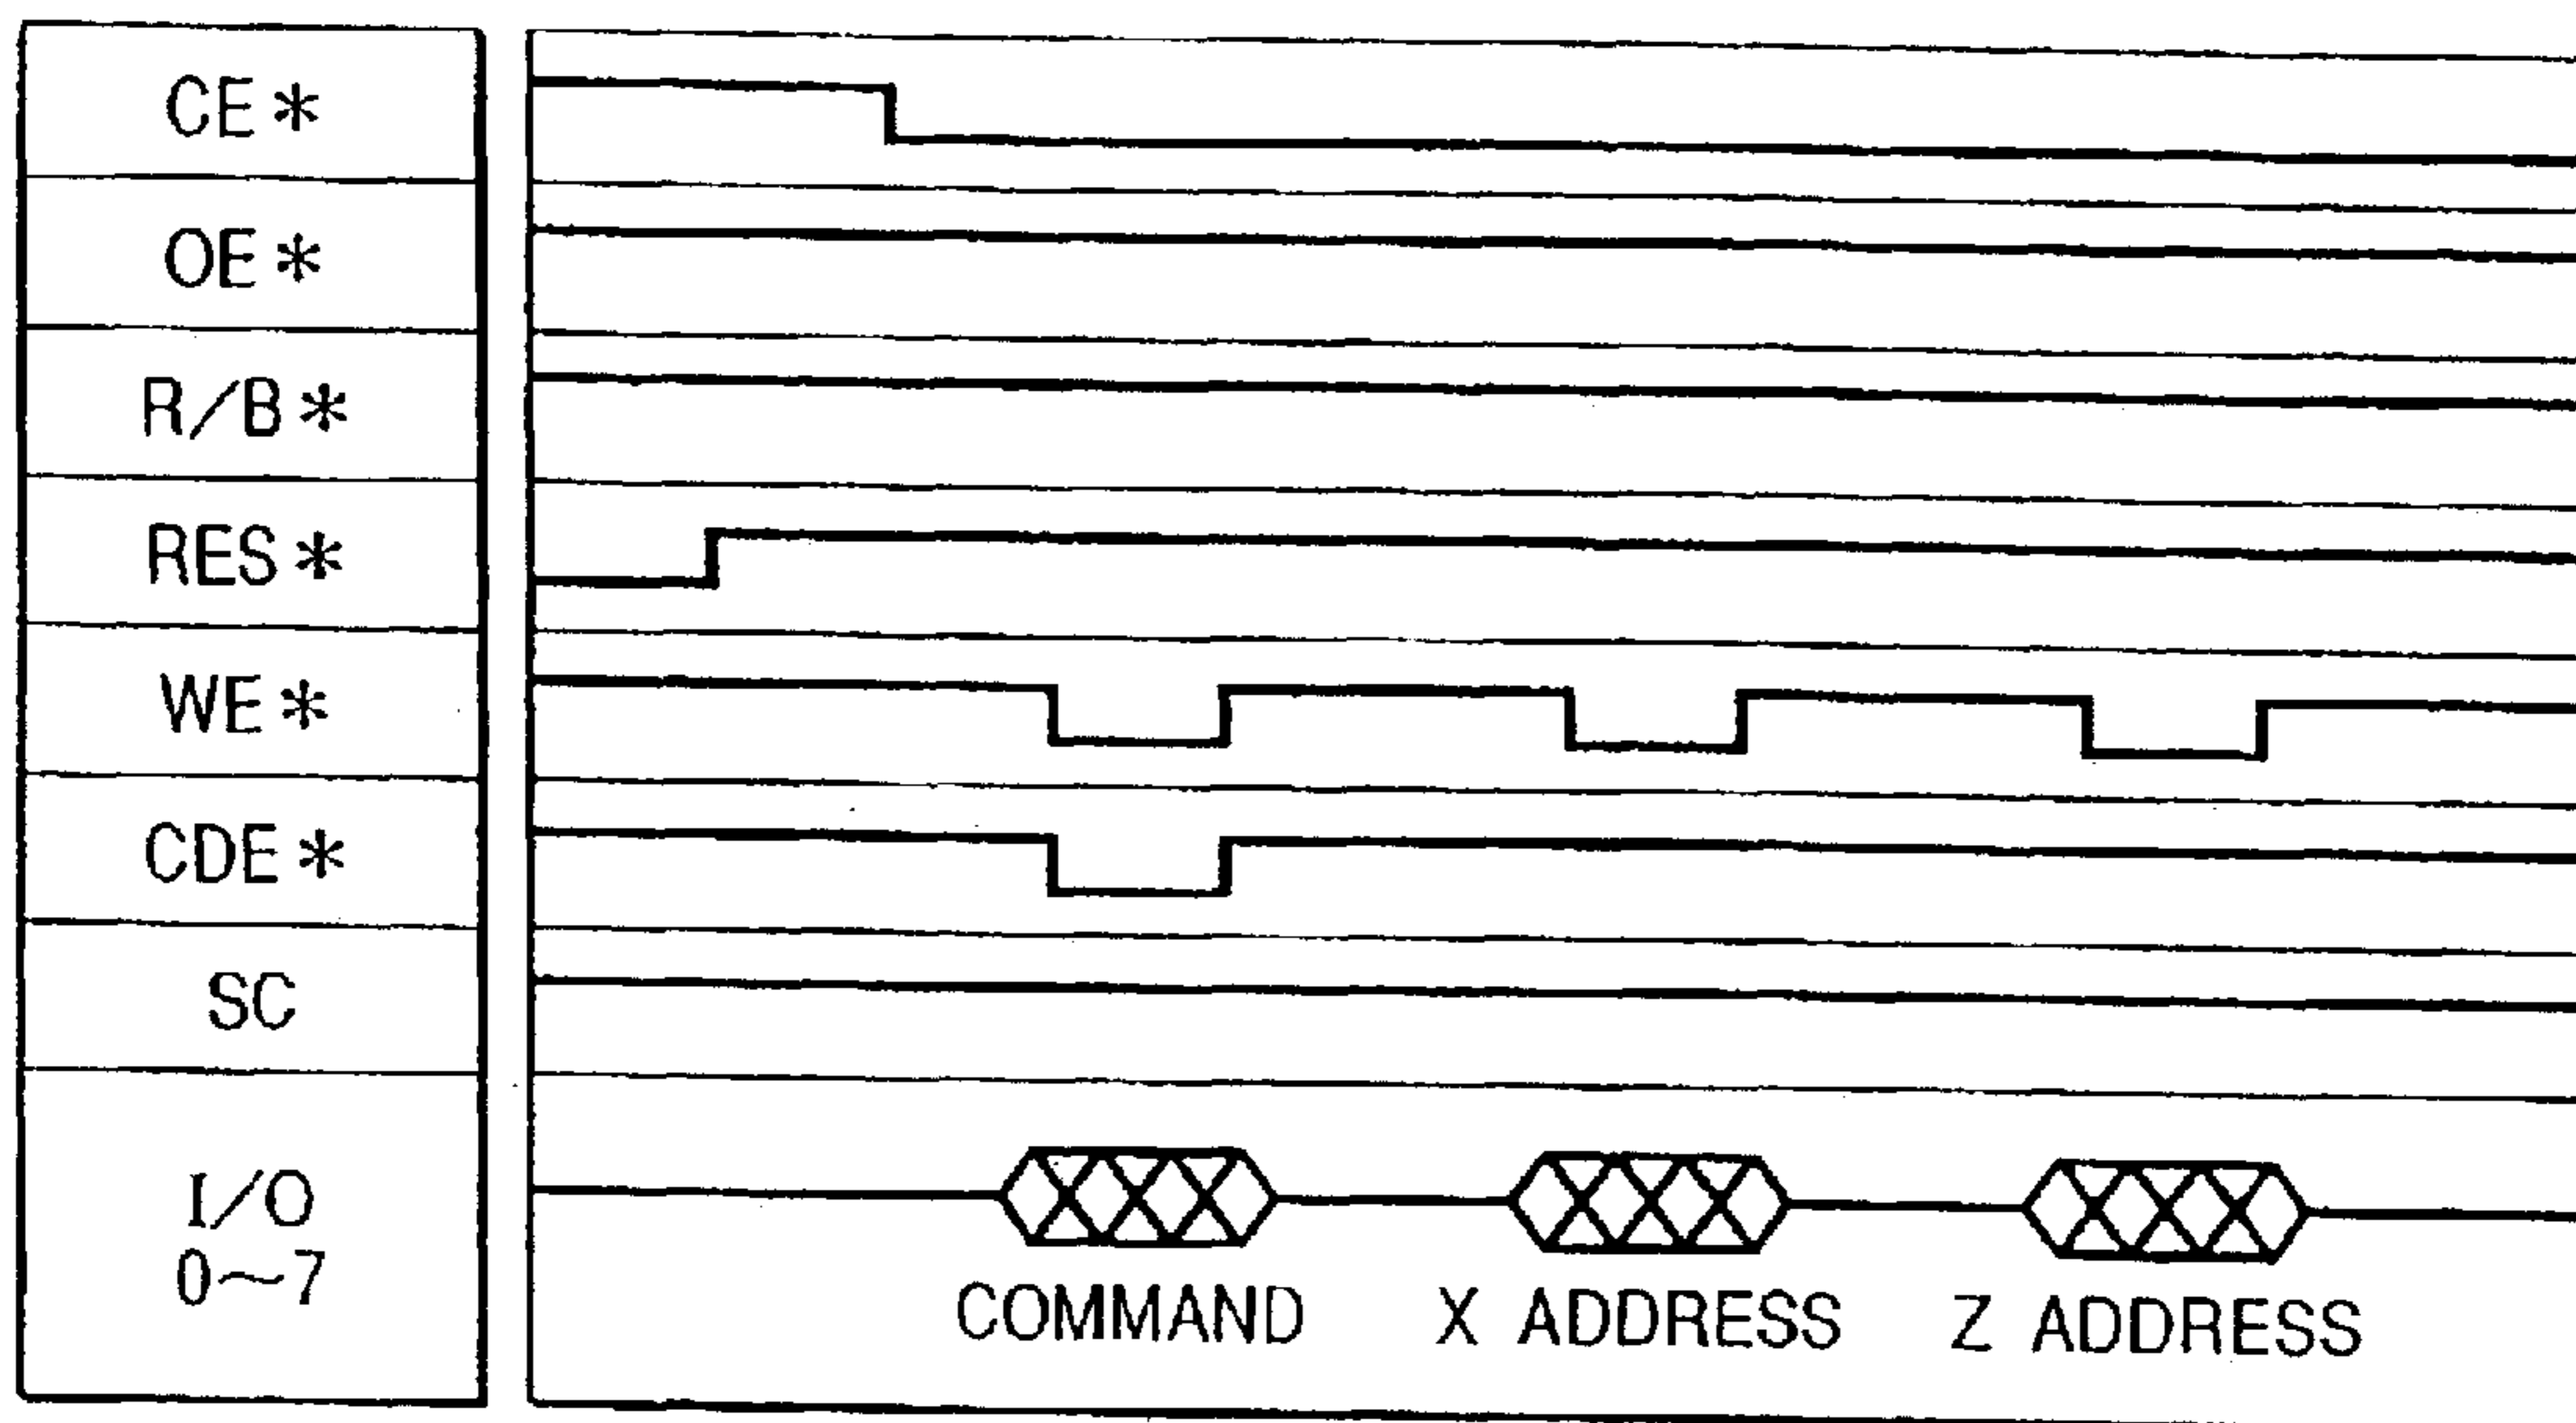 CE*
OE*
R/B*
RES*
WE*
CDE*
SC
I/O
0~7
COMMAND X ADDRESS Z ADDRESS